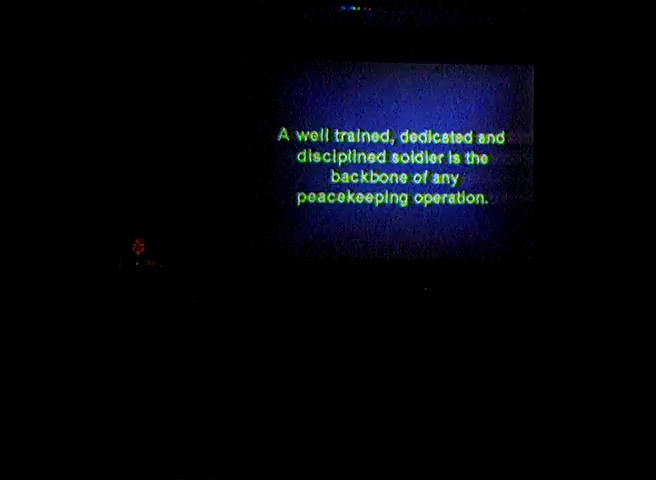 A well trained, dedicated and
disciplined soldier is the
backbone of any
peacekeeping operation.